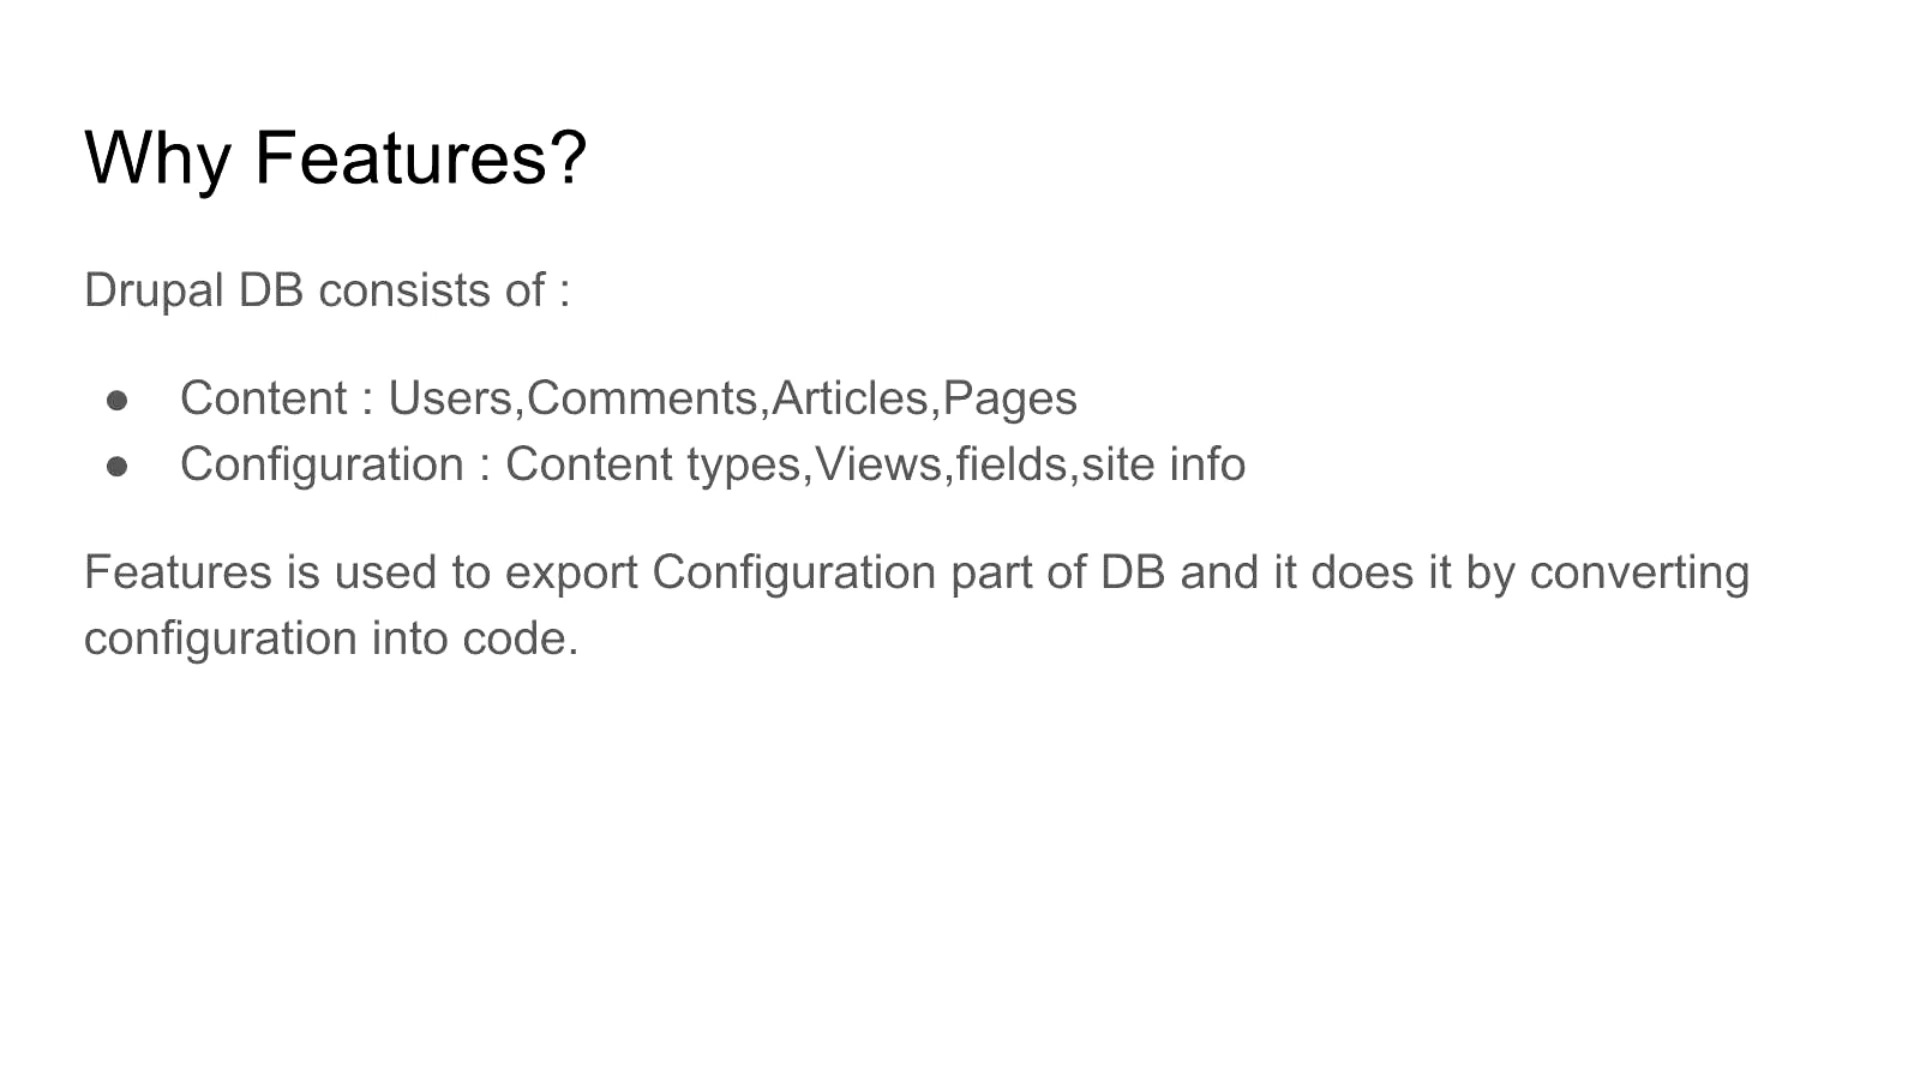 Why Features?
Drupal DB consists of :
● Content : Users,Comments,Articles,Pages
● Configuration : Content types,Views,fields,site info
Features is used to export Configuration part of DB and it does it by converting
configuration into code.